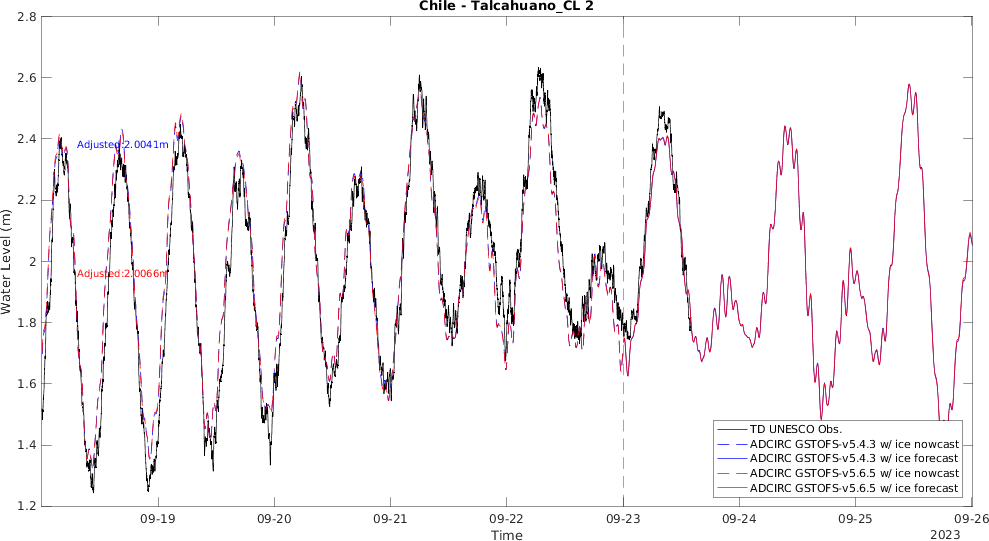 Chile - Talcahuano_CL 2
Water Level (m)
2.8
2.6
2.4
2.2
2
1.8
1.6
1.4
1.2
Adjusted:2.0041m
Adjusted:2.0066m
TD UNESCO Obs.
ADCIRC GSTOFS-v5.4.3 w/ ice nowcast
ADCIRC GSTOFS-v5.4.3 w/ ice forecast
ADCIRC GSTOFS-v5.6.5 w/ ice nowcast
ADCIRC GSTOFS-v5.6.5 w/ ice forecast
09-19 09-20 09-21 09-22 09-23 09-24 09-25 09-26
Time
2023